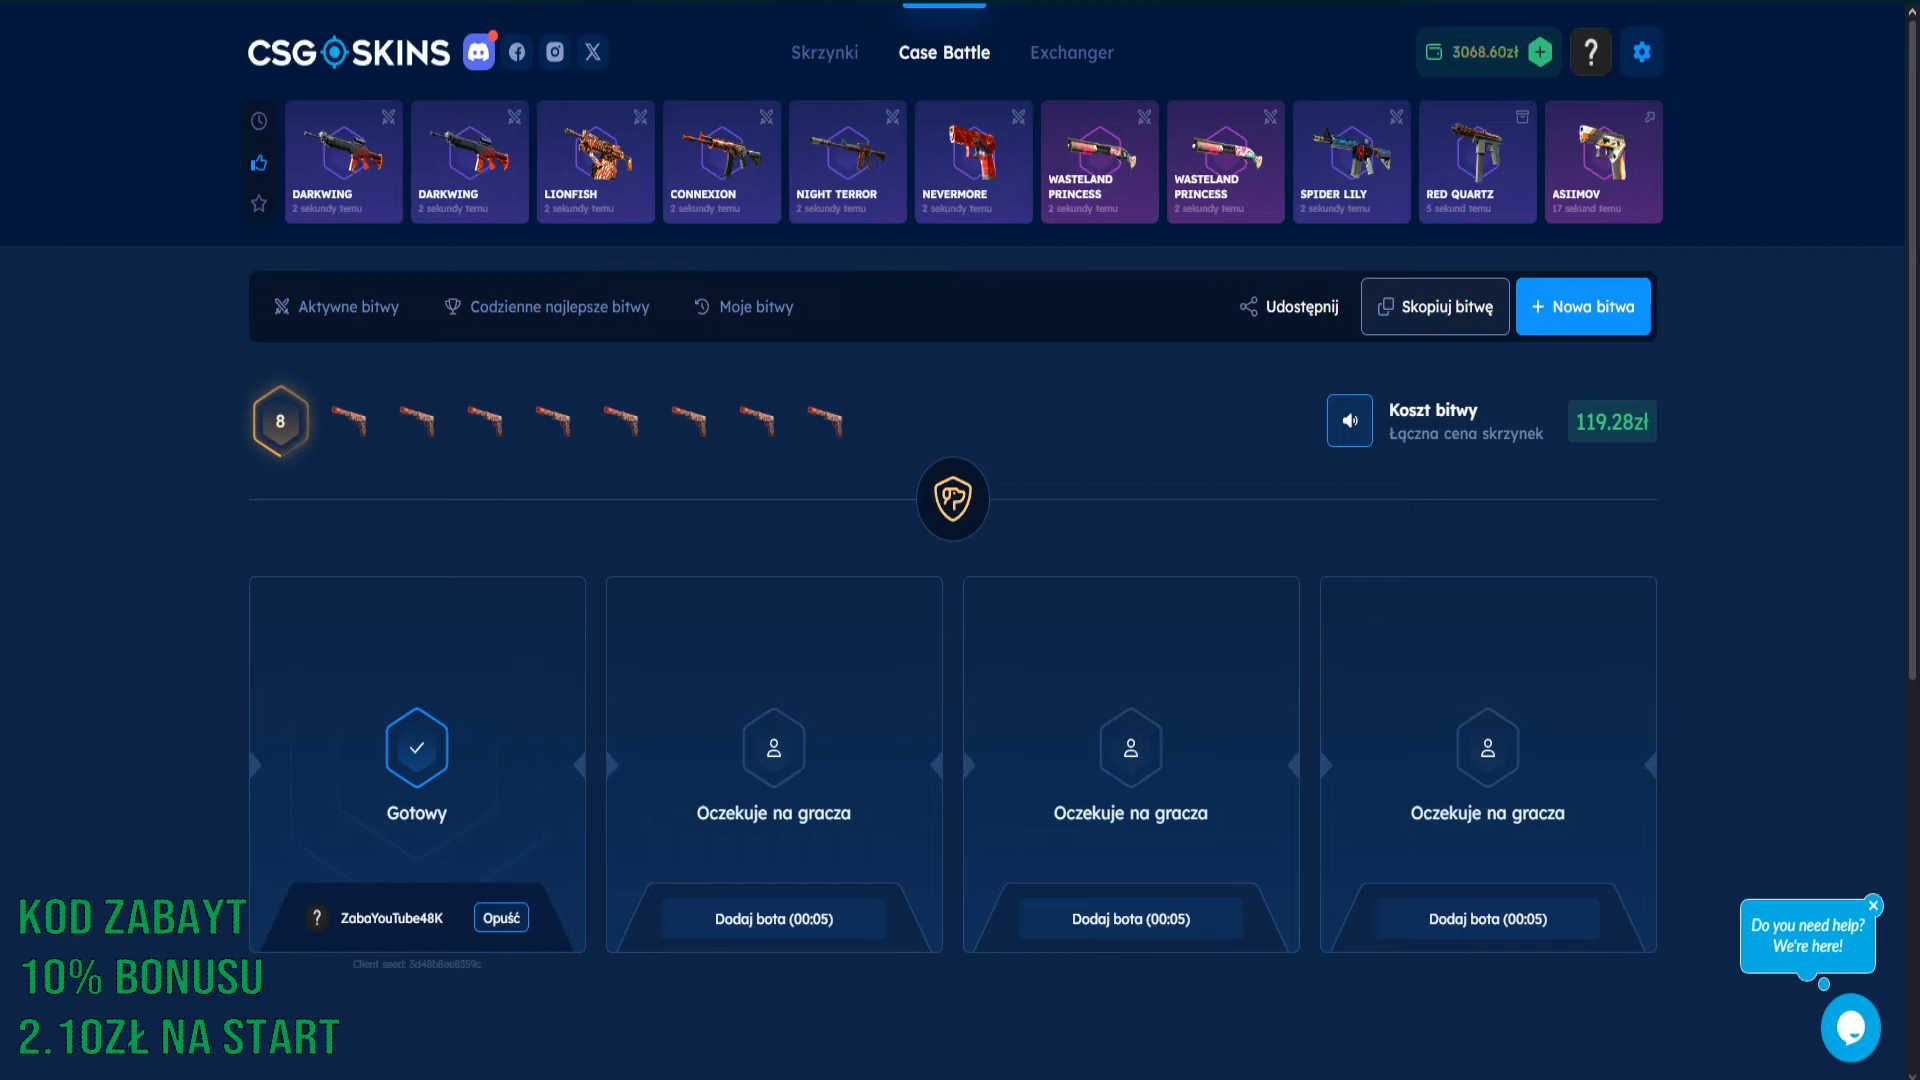 CSGOSKINS
Skrzynki
Case Battle
Exchanger
3068.60zł
?
DARKWING
2 sekundy temu
DARKWING
2 sekundy temu
LIONFISH
2 sekundy temu
CONNEXION
2 sekundy temu
NIGHT TERROR
2 sekundy temu
NEVERMORE
2 sekundy temu
WASTELAND
PRINCESS
2 sekundy temu
WASTELAND
PRINCESS
2 sekundy temu
SPIDER LILY
2 sekundy temu
RED QUARTZ
5 sekund temu
ASIIMOV
17 sekund temu
Aktywne bitwy
Codzienne najlepsze bitwy
Moje bitwy
Udostępnij
Skopiuj bitwę
+ Nowa bitwa
8
Koszt bitwy
Łączna cena skrzynek
119.28zł
Gotowy
Oczekuje na gracza
Oczekuje na gracza
Oczekuje na gracza
? ZabaYouTube48K
Opuść
Dodaj bota (00:05)
Dodaj bota (00:05)
Dodaj bota (00:05)
Client seed: 3d48b8ee8359c
KOD ZABAYT
10% BONUSU
2.10ZŁ NA START
Do you need help?
We're here!